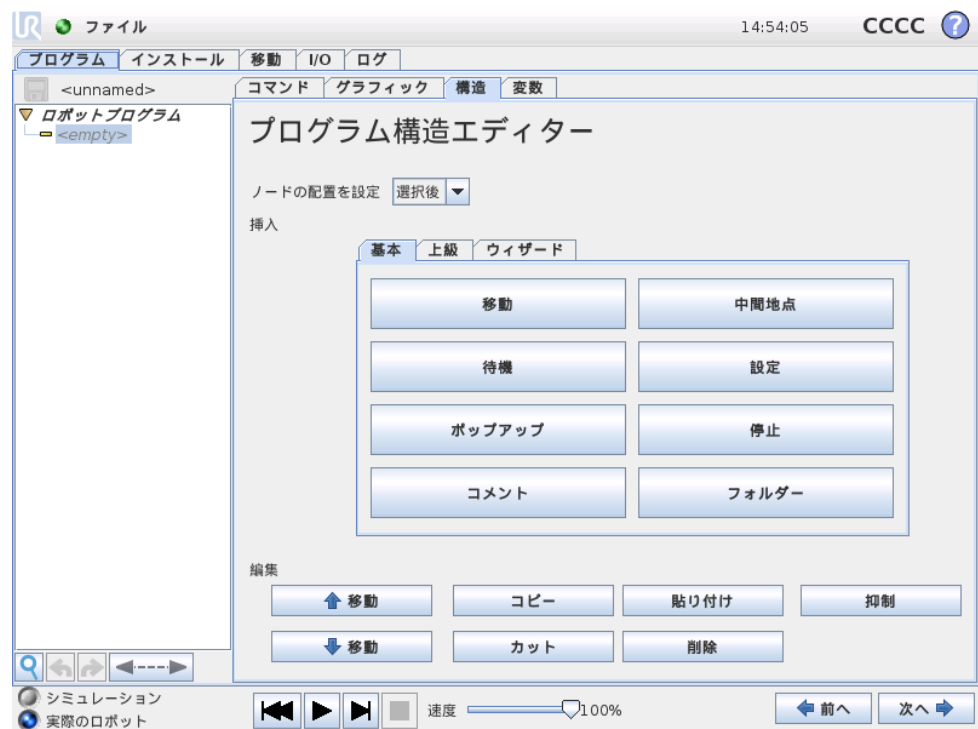 UR ファイル 14:54:05 CCCC ?
プログラム インストール 移動 I/O ログ
<unnamed>
ロボットプログラム
<empty>
コマンド グラフィック 構造 変数
プログラム構造エディター
ノードの配置を設定 選択後
挿入
基本 上級 ウィザード
移動 中間地点
待機 設定
ポップアップ 停止
コメント フォルダー
編集
移動 コピー 貼り付け 抑制
移動 カット 削除
シミュレーション
実際のロボット
速度 100% 前へ 次へ